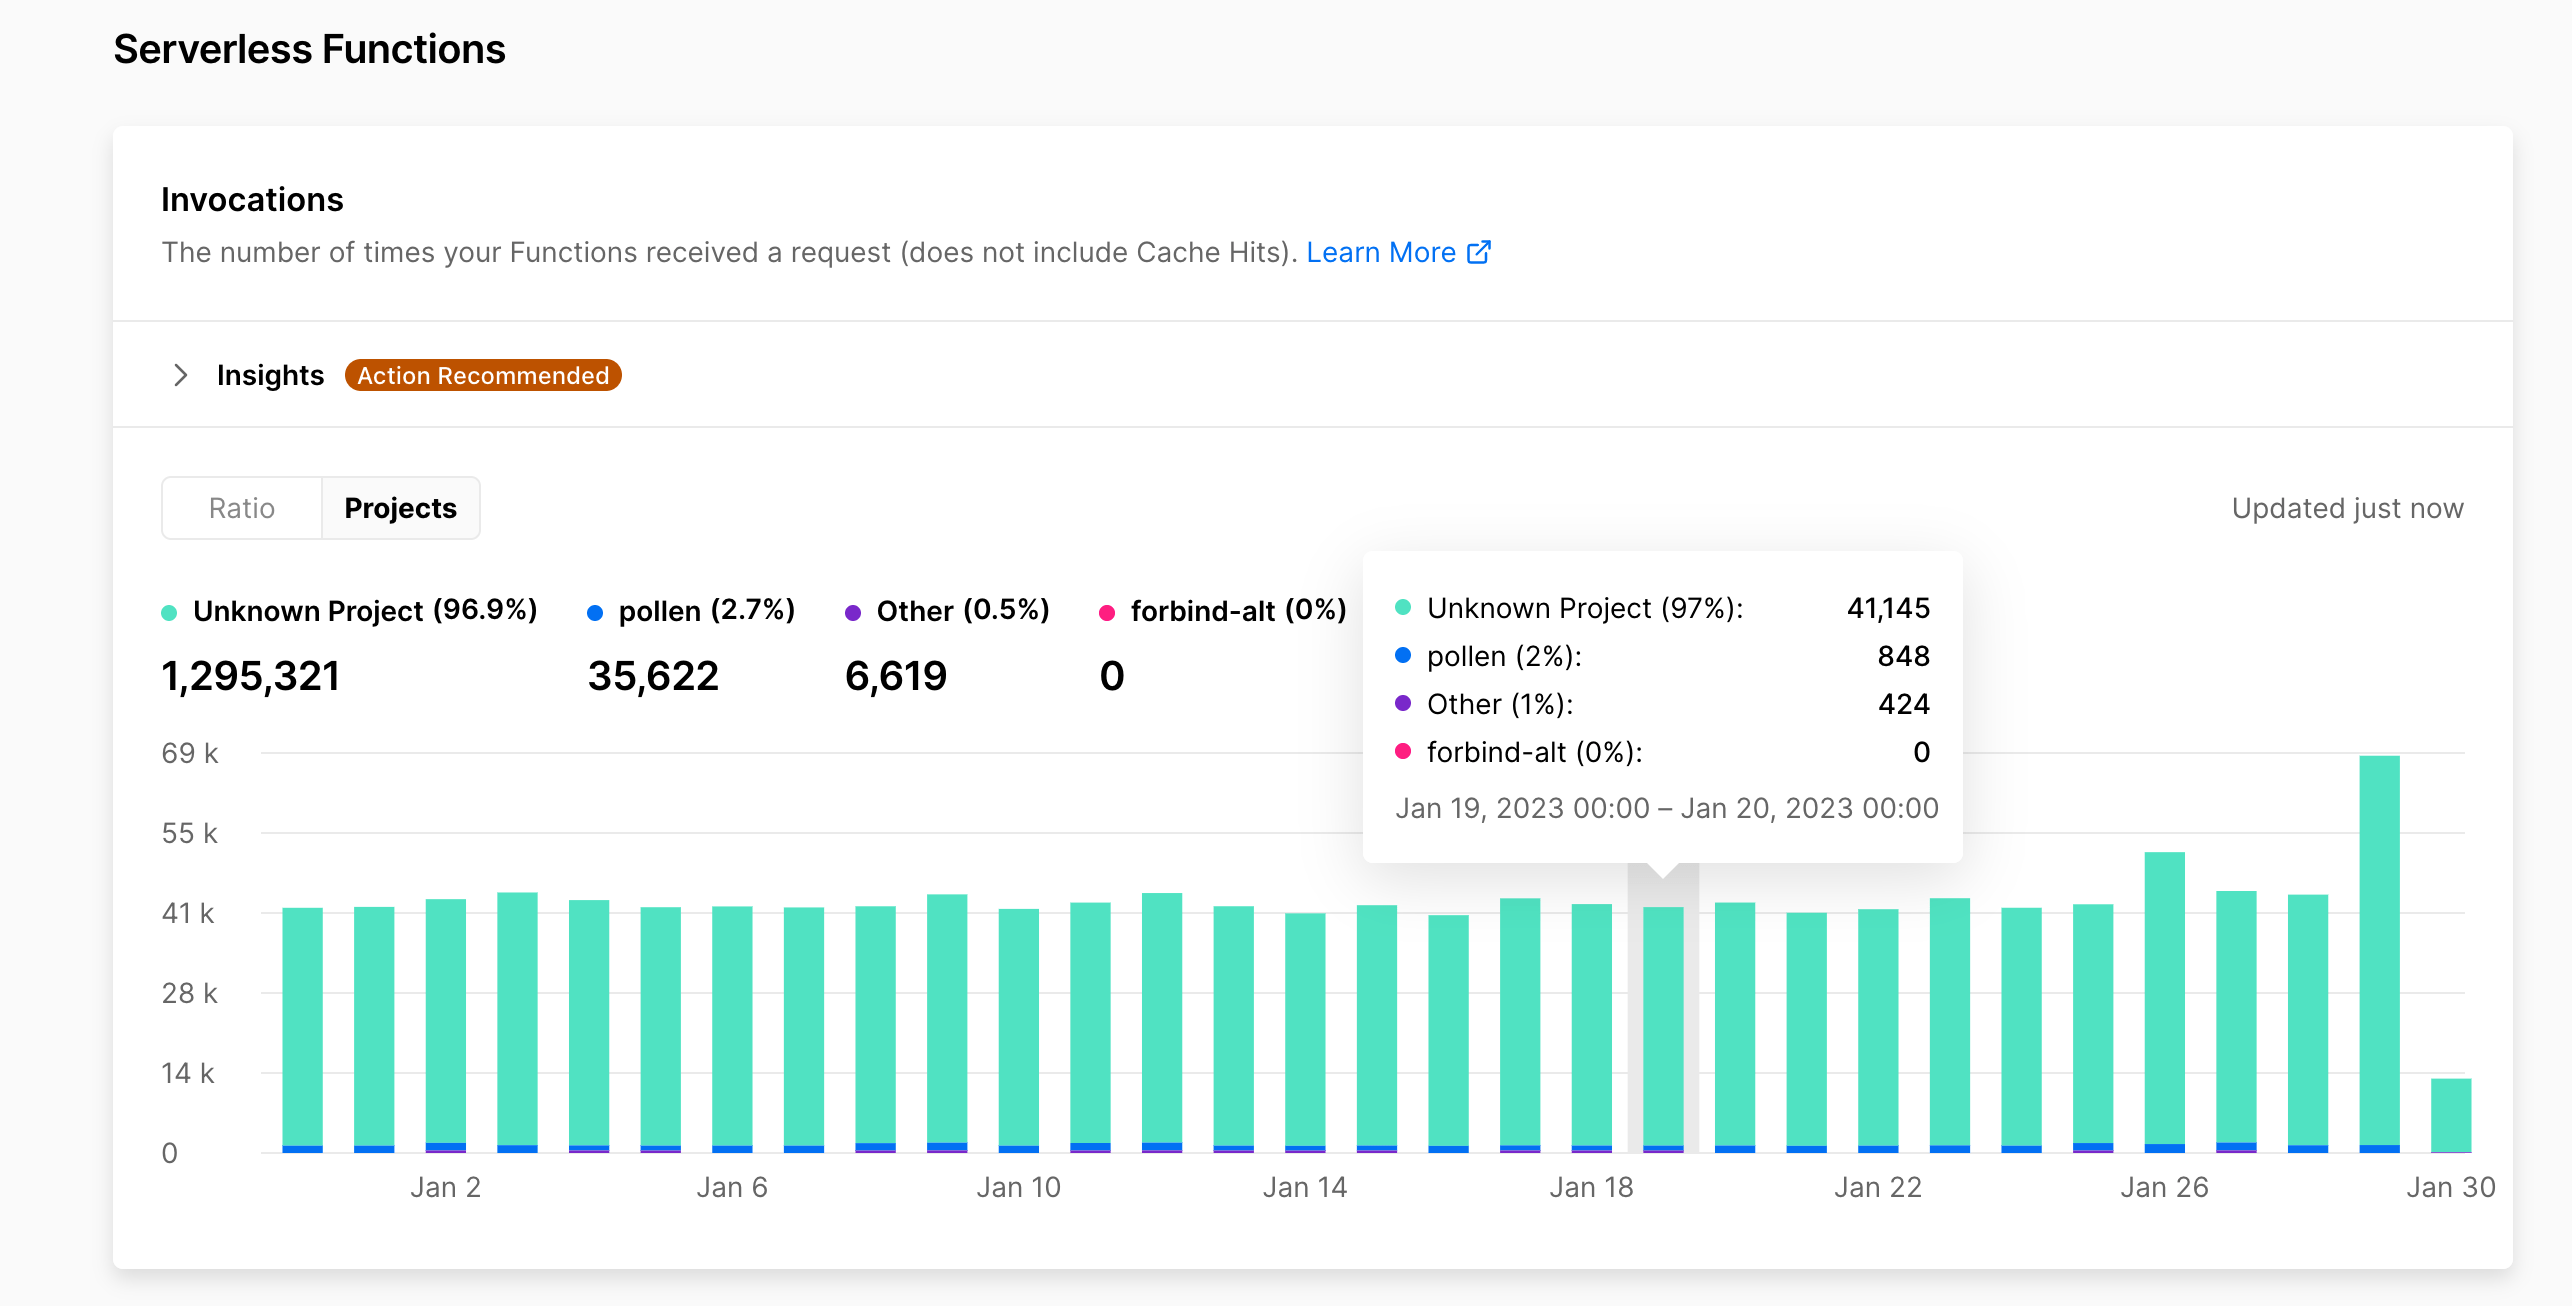 Serverless Functions
Invocations
The number of times your Functions received a request (does not include Cache Hits). Learn More
Insights Action Recommended
Ratio Projects Updated just now
Unknown Project (96.9%) pollen (2.7%) Other (0.5%) forbind-alt (0%)
1,295,321 35,622 6,619 0
Unknown Project (97%): 41,145
pollen (2%): 848
Other (1%): 424
forbind-alt (0%): 0
Jan 19, 2023 00:00 – Jan 20, 2023 00:00
69 k
55 k
41 k
28 k
14 k
0
Jan 2 Jan 6 Jan 10 Jan 14 Jan 18 Jan 22 Jan 26 Jan 30